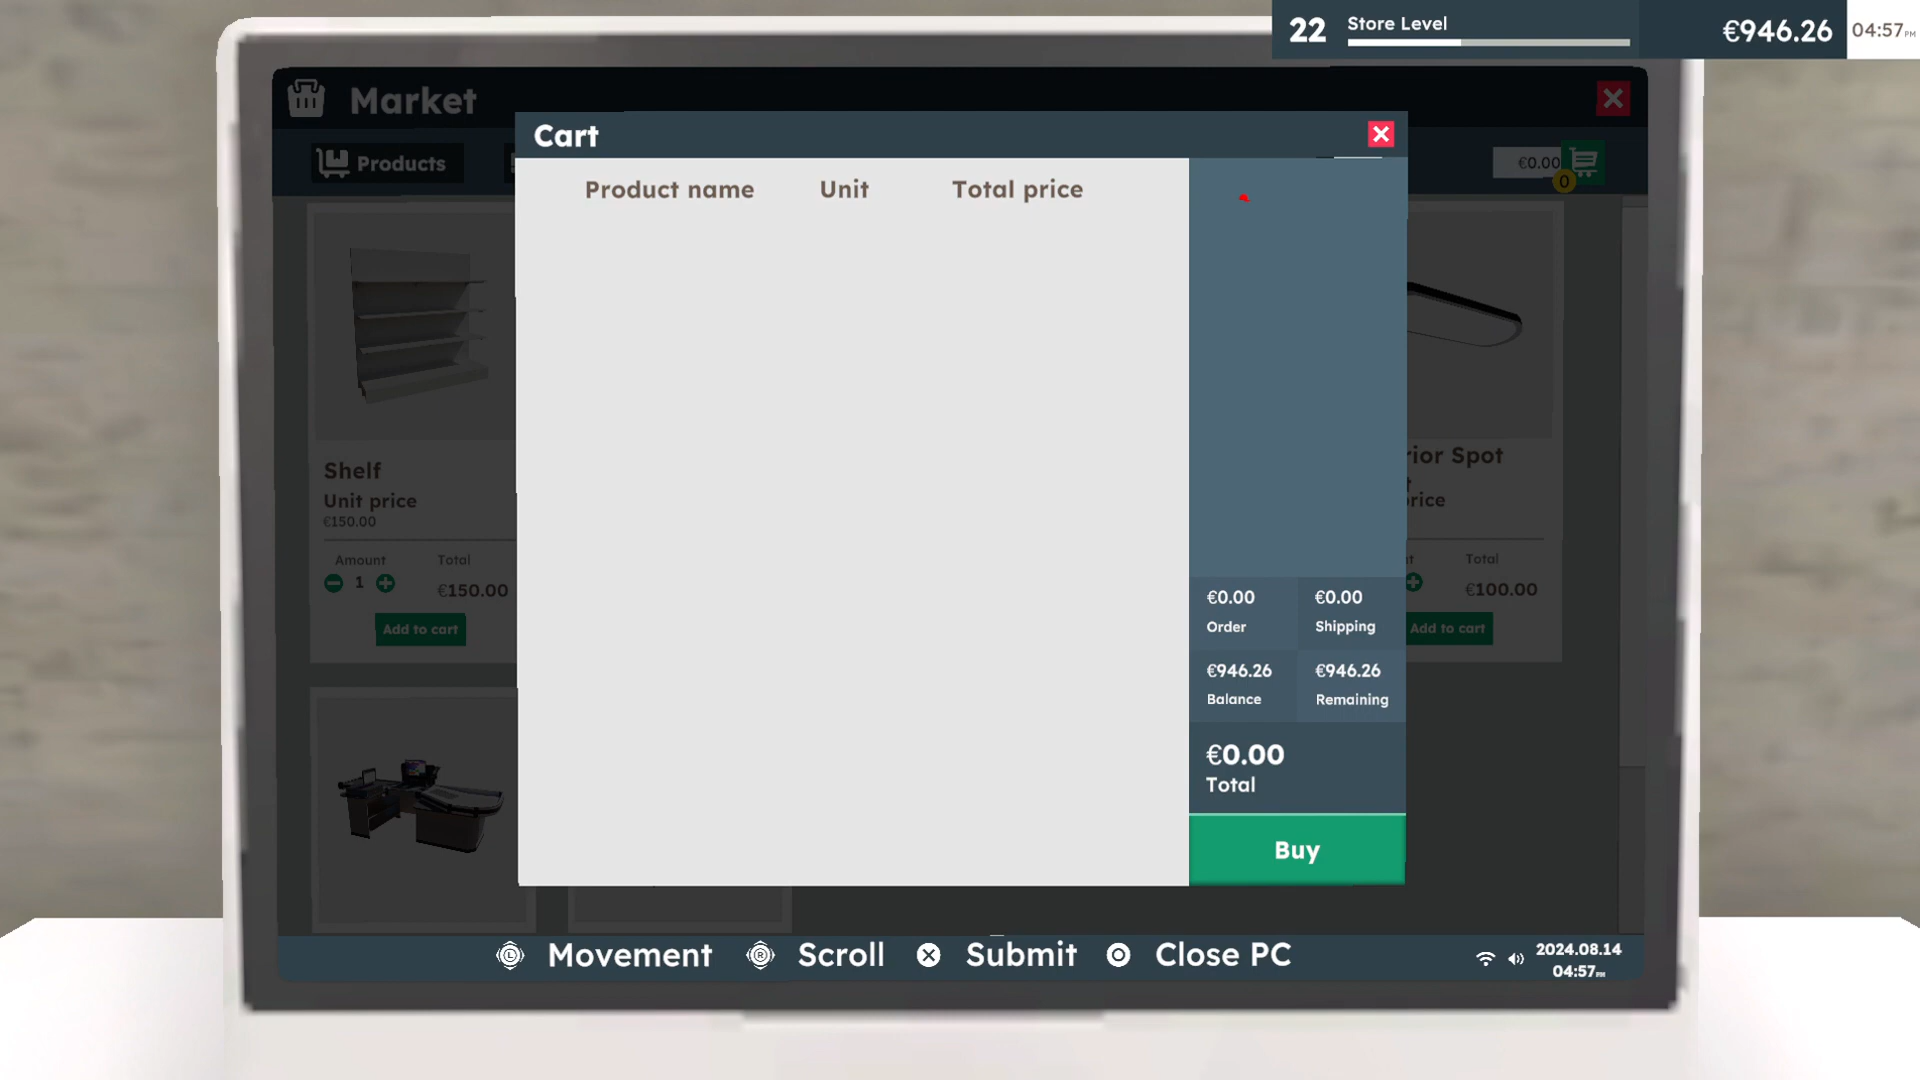 22 Store Level €946.26 04:57PM
Market
Cart
Products
€0.00
0
Product name Unit Total price
Shelf
Unit price
€150.00
Amount Total
1 €150.00
Add to cart
rior Spot
rice
Total
€100.00
Add to cart
€0.00 €0.00
Order Shipping
€946.26 €946.26
Balance Remaining
€0.00
Total
Buy
L Movement R Scroll Submit Close PC
2024.08.14
04:57PM